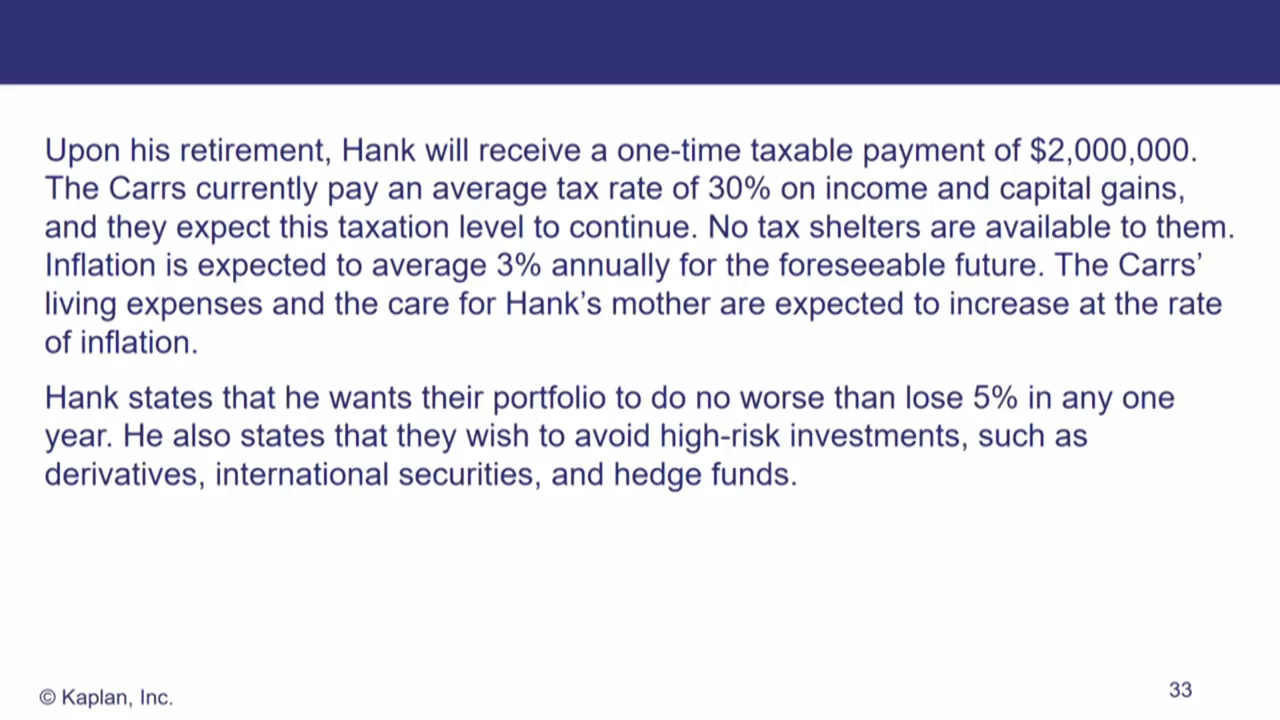 Upon his retirement, Hank will receive a one-time taxable payment of $2,000,000.
The Carrs currently pay an average tax rate of 30% on income and capital gains,
and they expect this taxation level to continue. No tax shelters are available to them.
Inflation is expected to average 3% annually for the foreseeable future. The Carrs’
living expenses and the care for Hank’s mother are expected to increase at the rate
of inflation.
Hank states that he wants their portfolio to do no worse than lose 5% in any one
year. He also states that they wish to avoid high-risk investments, such as
derivatives, international securities, and hedge funds.
© Kaplan, Inc.
33